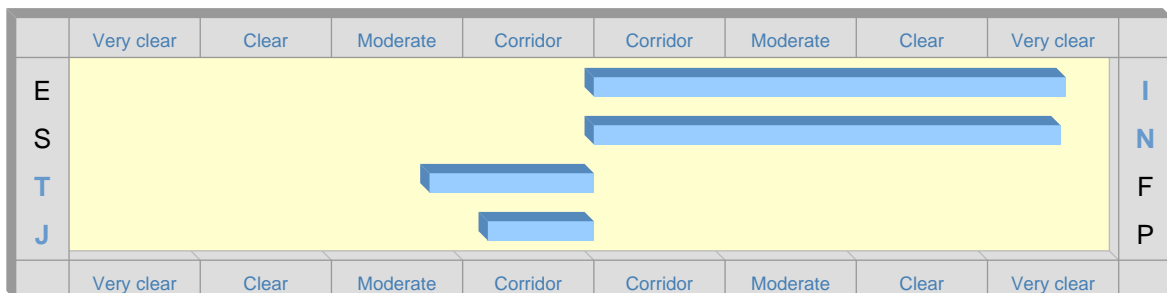 Very clear Clear Moderate Corridor Corridor Moderate Clear Very clear
E I
S N
T F
J P
Very clear Clear Moderate Corridor Corridor Moderate Clear Very clear